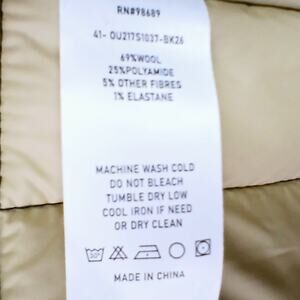 RN#98689
41- OU217S1037-BK26
69%WOOL
25%POLYAMIDE
5% OTHER FIBRES
1% ELASTANE
MACHINE WASH COLD
DO NOT BLEACH
TUMBLE DRY LOW
COOL IRON IF NEED
OR DRY CLEAN
30°
MADE IN CHINA